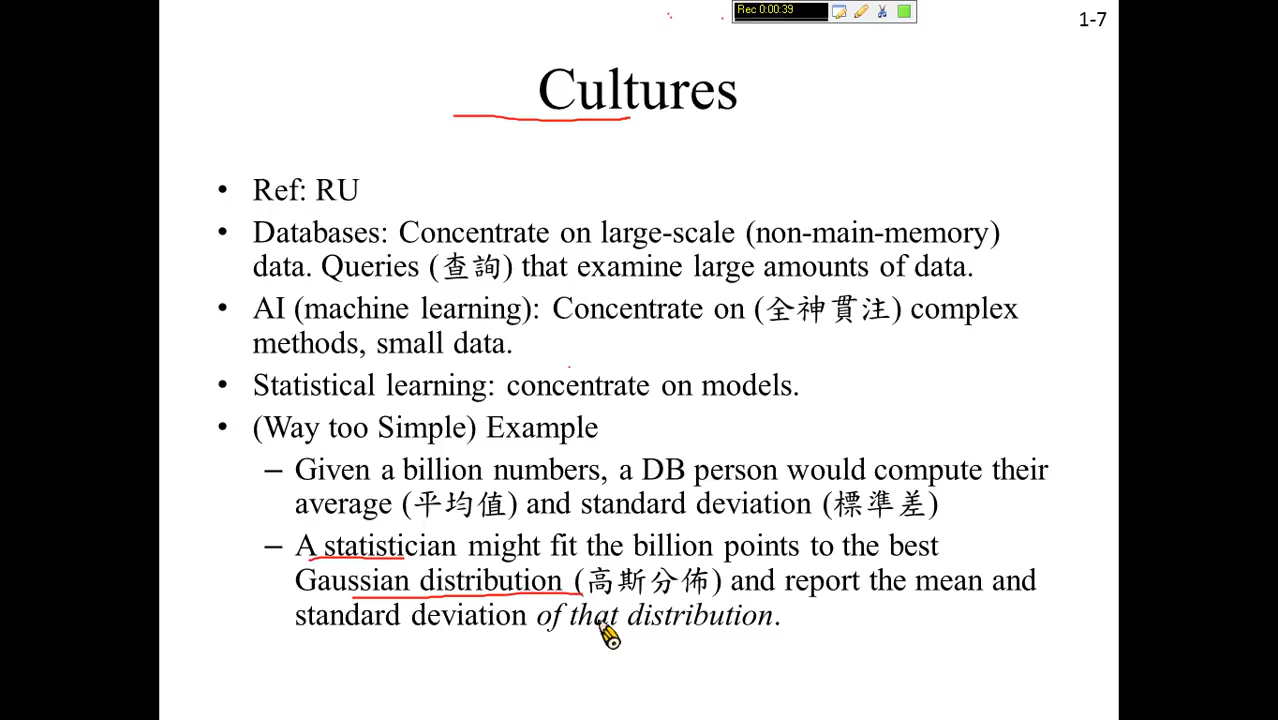 Rec 0:00:39
1-7
Cultures
• Ref: RU
• Databases: Concentrate on large-scale (non-main-memory)
data. Queries (查詢) that examine large amounts of data.
• AI (machine learning): Concentrate on (全神貫注) complex
methods, small data.
• Statistical learning: concentrate on models.
• (Way too Simple) Example
– Given a billion numbers, a DB person would compute their
average (平均值) and standard deviation (標準差)
– A statistician might fit the billion points to the best
Gaussian distribution (高斯分佈) and report the mean and
standard deviation of that distribution.